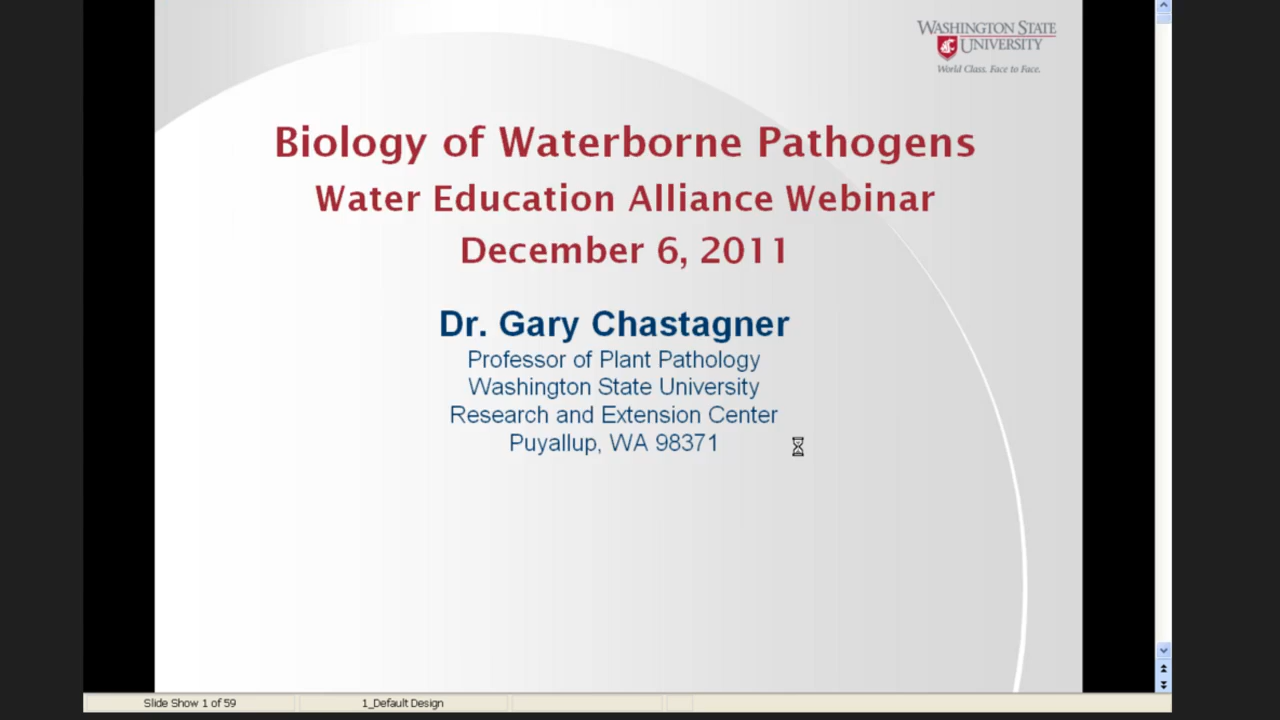 WASHINGTON STATE
UNIVERSITY
World Class. Face to Face.
Biology of Waterborne Pathogens
Water Education Alliance Webinar
December 6, 2011
Dr. Gary Chastagner
Professor of Plant Pathology
Washington State University
Research and Extension Center
Puyallup, WA 98371
Slide Show 1 of 59
1_Default Design